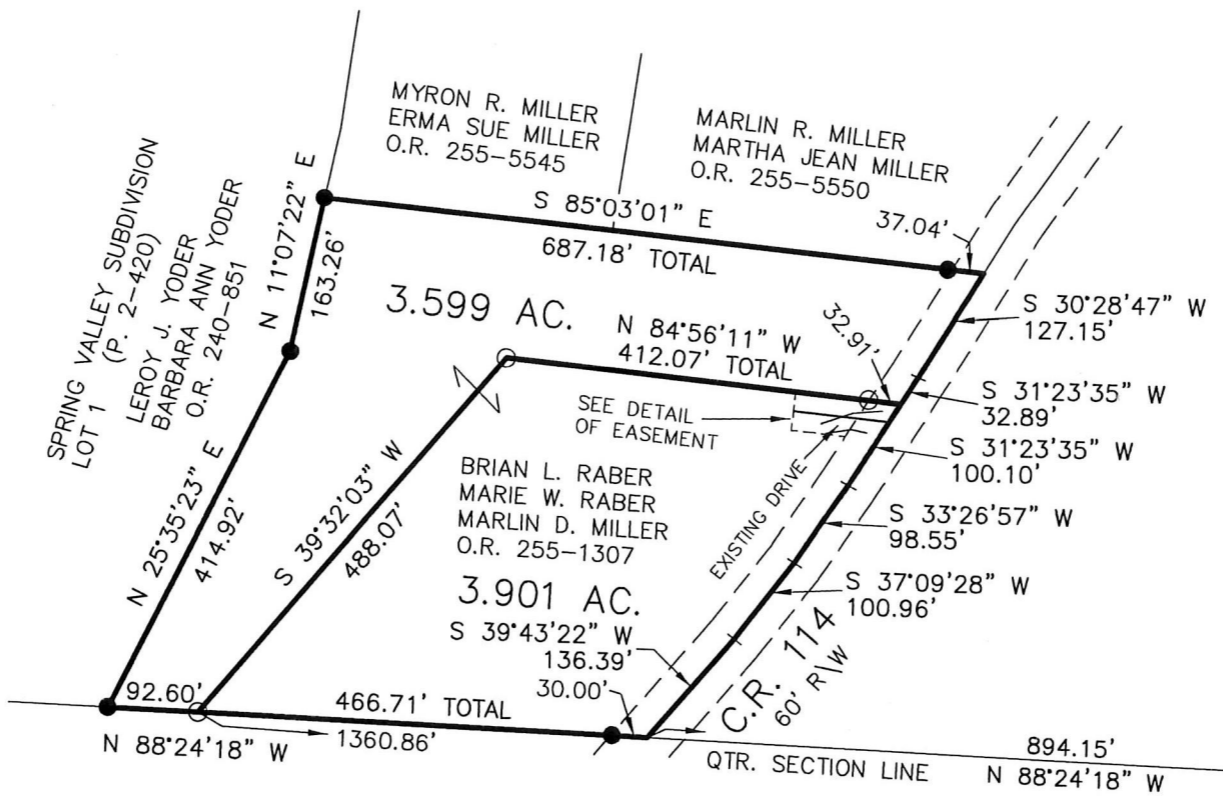 MYRON R. MILLER
ERMA SUE MILLER
O.R. 255-5545
MARLIN R. MILLER
MARTHA JEAN MILLER
O.R. 255-5550
SPRING VALLEY SUBDIVISION
LOT 1 (P. 2-420)
LEROY J. YODER
BARBARA ANN YODER
O.R. 240-851
N 11°07'22" E
163.26'
S 85°03'01" E
687.18' TOTAL
37.04'
3.599 AC.
N 84°56'11" W
412.07' TOTAL
32.91'
S 30°28'47" W
127.15'
S 31°23'35" W
32.89'
SEE DETAIL
OF EASEMENT
S 31°23'35" W
100.10'
N 25°35'23" E
414.92'
S 39°32'03" W
488.07'
BRIAN L. RABER
MARIE W. RABER
MARLIN D. MILLER
O.R. 255-1307
3.901 AC.
EXISTING DRIVE
S 33°26'57" W
98.55'
S 37°09'28" W
100.96'
S 39°43'22" W
136.39'
30.00'
C.R. 114
60' R\W
92.60'
466.71' TOTAL
N 88°24'18" W
1360.86'
QTR. SECTION LINE
894.15'
N 88°24'18" W